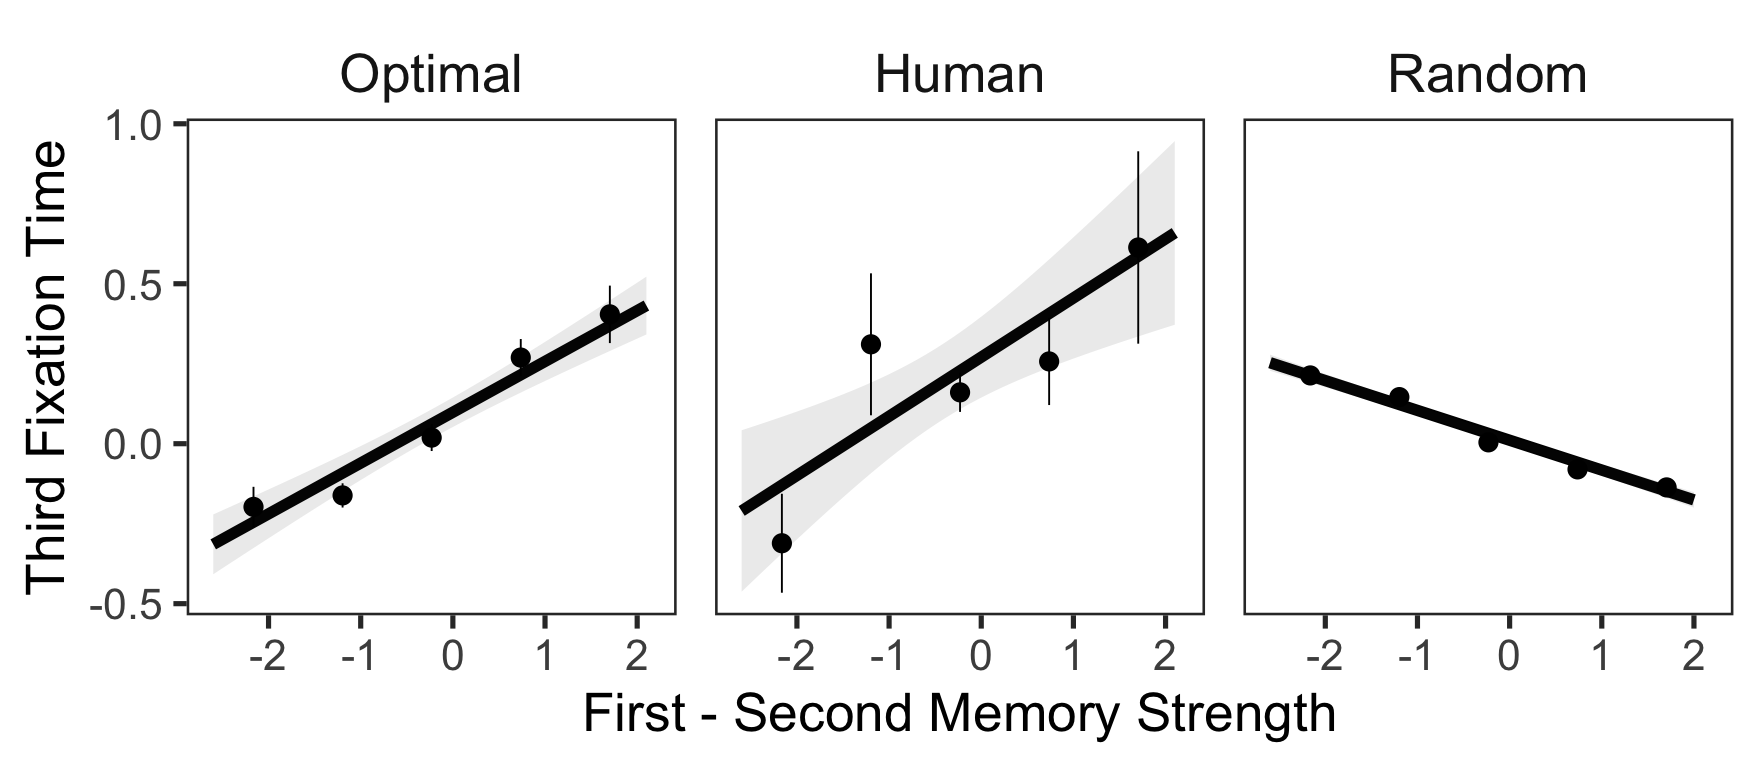 Optimal Human Random
Third Fixation Time
1.0
0.5
0.0
-0.5
-2 -1 0 1 2 -2 -1 0 1 2 -2 -1 0 1 2
First - Second Memory Strength